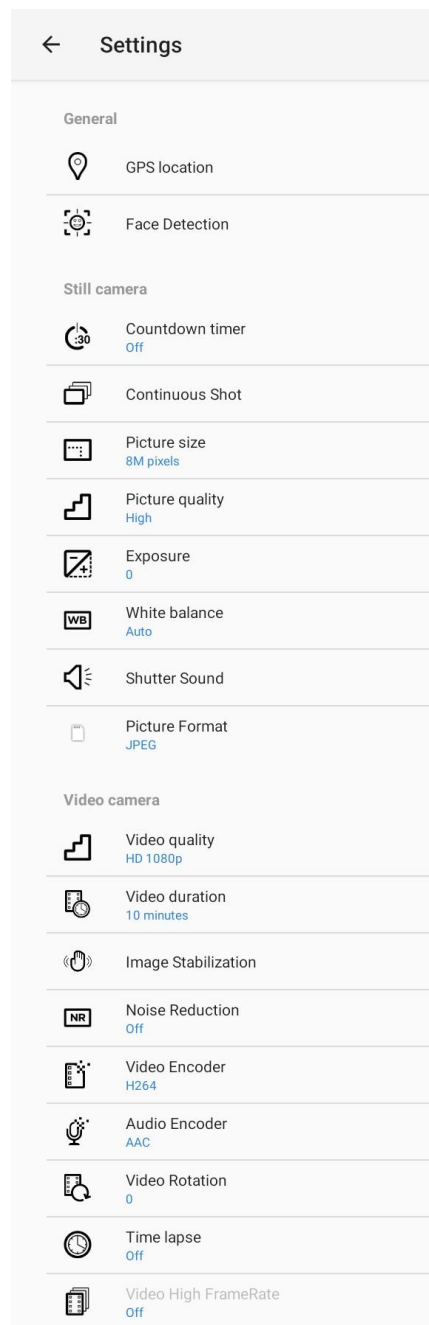 Settings
General
GPS location
Face Detection
Still camera
:30
Countdown timer
Off
Continuous Shot
Picture size
8M pixels
Picture quality
High
Exposure
0
WB
White balance
Auto
Shutter Sound
Picture Format
JPEG
Video camera
Video quality
HD 1080p
Video duration
10 minutes
Image Stabilization
NR
Noise Reduction
Off
Video Encoder
H264
Audio Encoder
AAC
Video Rotation
0
Time lapse
Off
Video High FrameRate
Off